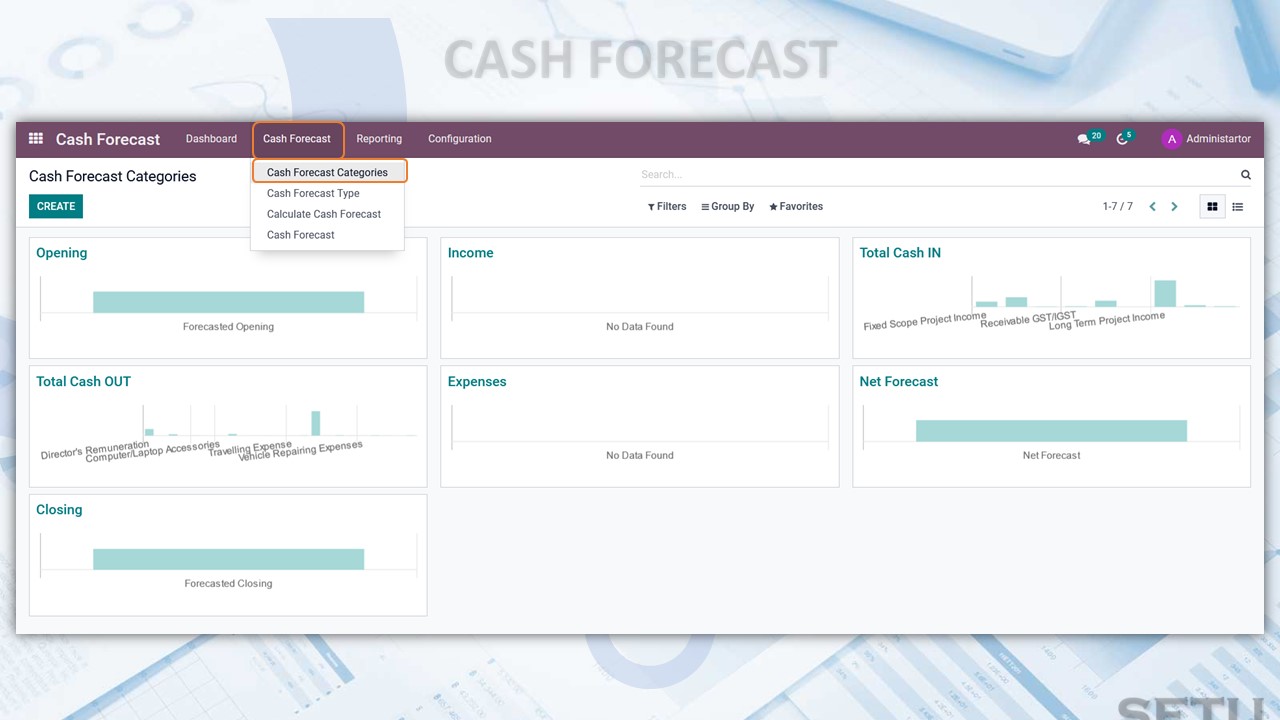 CASH FORECAST
Cash Forecast
Dashboard
Cash Forecast
Reporting
Configuration
20
5
A
Administartor
Cash Forecast Categories
Search...
CREATE
Filters
Group By
Favorites
1-7 / 7
Cash Forecast Categories
Cash Forecast Type
Calculate Cash Forecast
Cash Forecast
Opening
Forecasted Opening
Income
No Data Found
Total Cash IN
Fixed Scope Project Income
Receivable GST/IGST
Long Term Project Income
Total Cash OUT
Director's Remuneration
Computer/Laptop Accessories
Travelling Expense
Vehicle Repairing Expenses
Expenses
No Data Found
Net Forecast
Net Forecast
Closing
Forecasted Closing
SETU